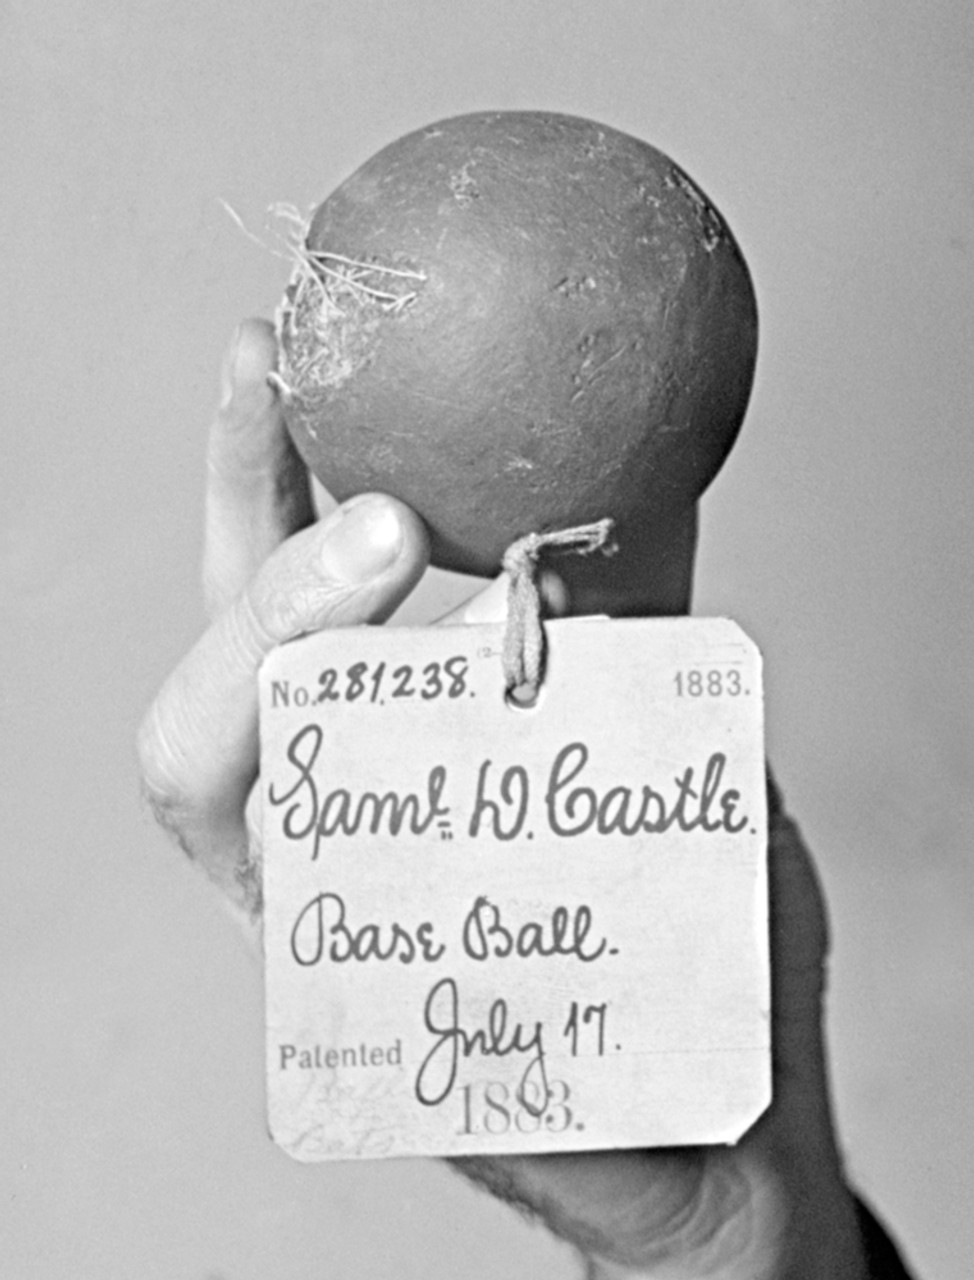 No. 281,238. 1883.
Saml. D. Castle.
Base Ball.
Patented July 17.
1883.